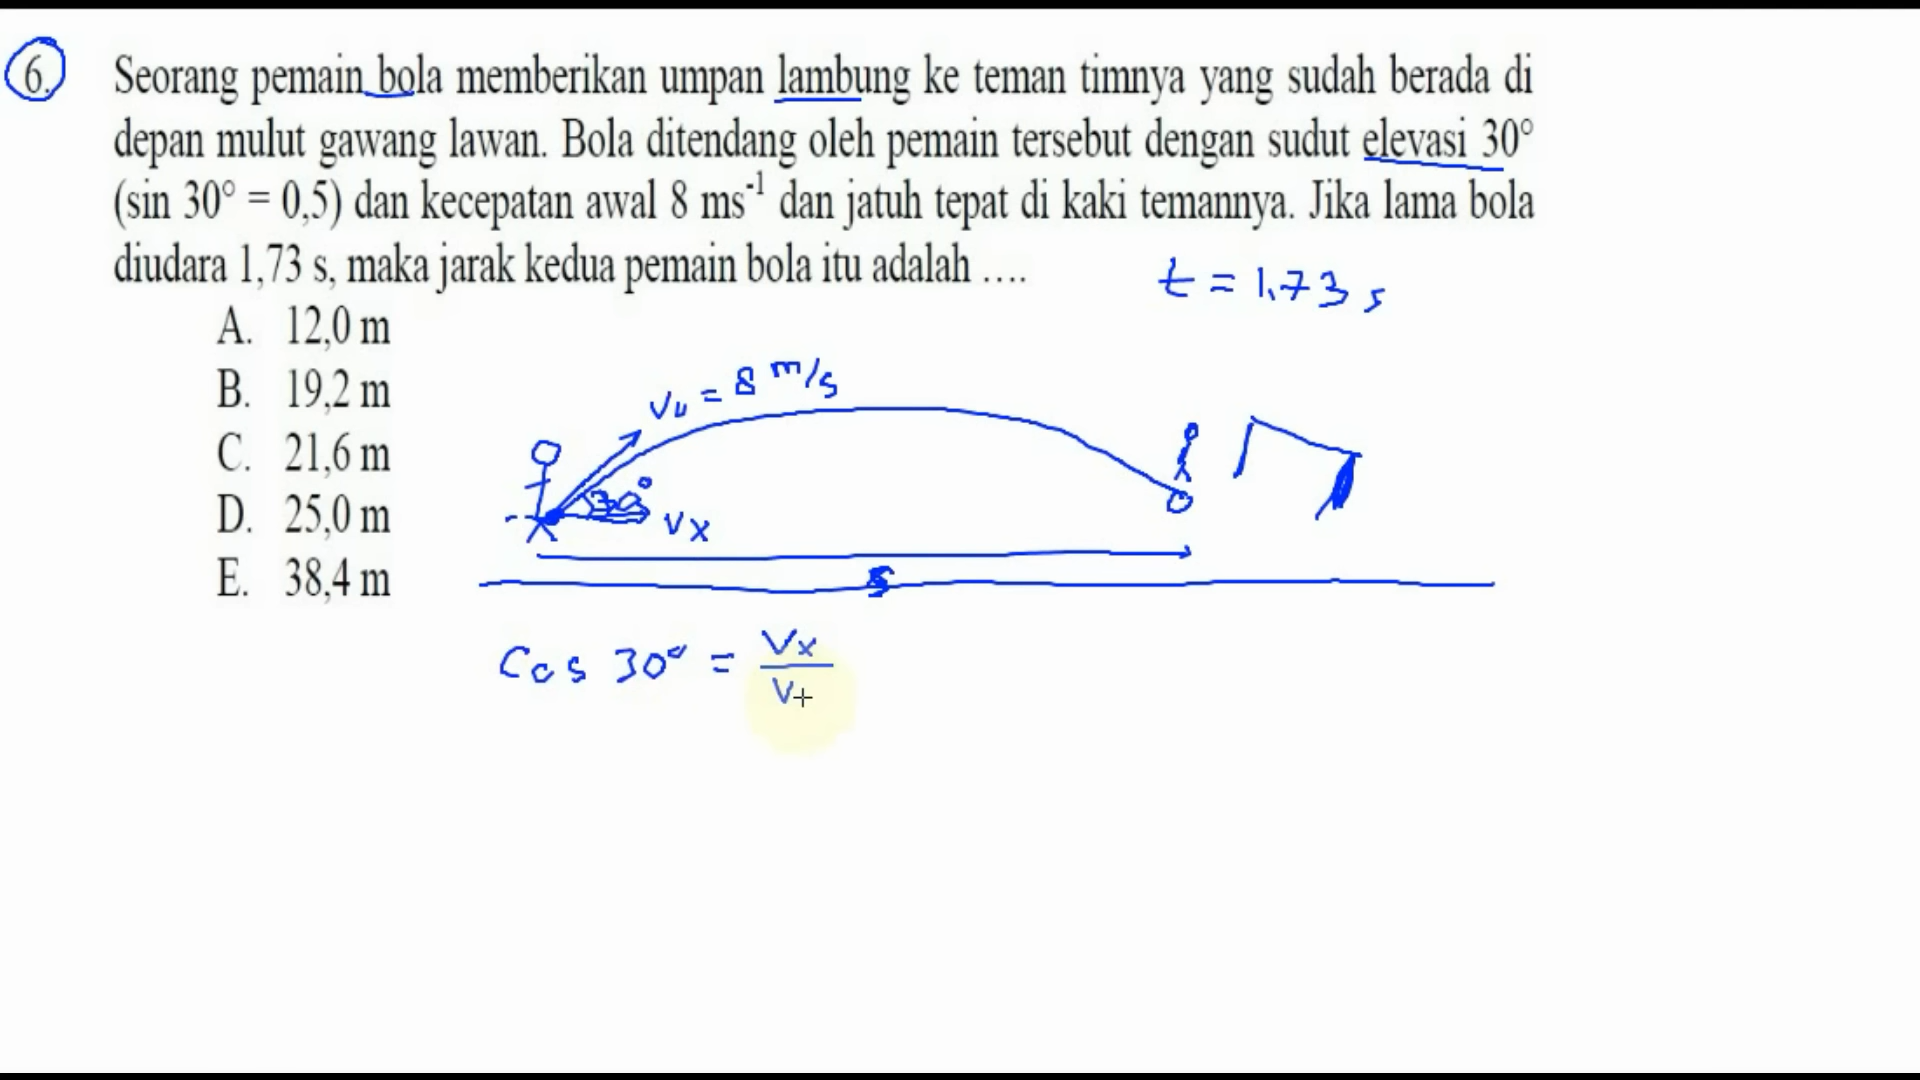 6. Seorang pemain bola memberikan umpan lambung ke teman timnya yang sudah berada di
depan mulut gawang lawan. Bola ditendang oleh pemain tersebut dengan sudut elevasi 30°
(sin 30° = 0,5) dan kecepatan awal 8 ms⁻¹ dan jatuh tepat di kaki temannya. Jika lama bola
diudara 1,73 s, maka jarak kedua pemain bola itu adalah ....
t = 1,73 s
A. 12,0 m
B. 19,2 m
C. 21,6 m
D. 25,0 m
E. 38,4 m
= 8 m/s
30°
Vx
S
Cos 30° = Vx
V